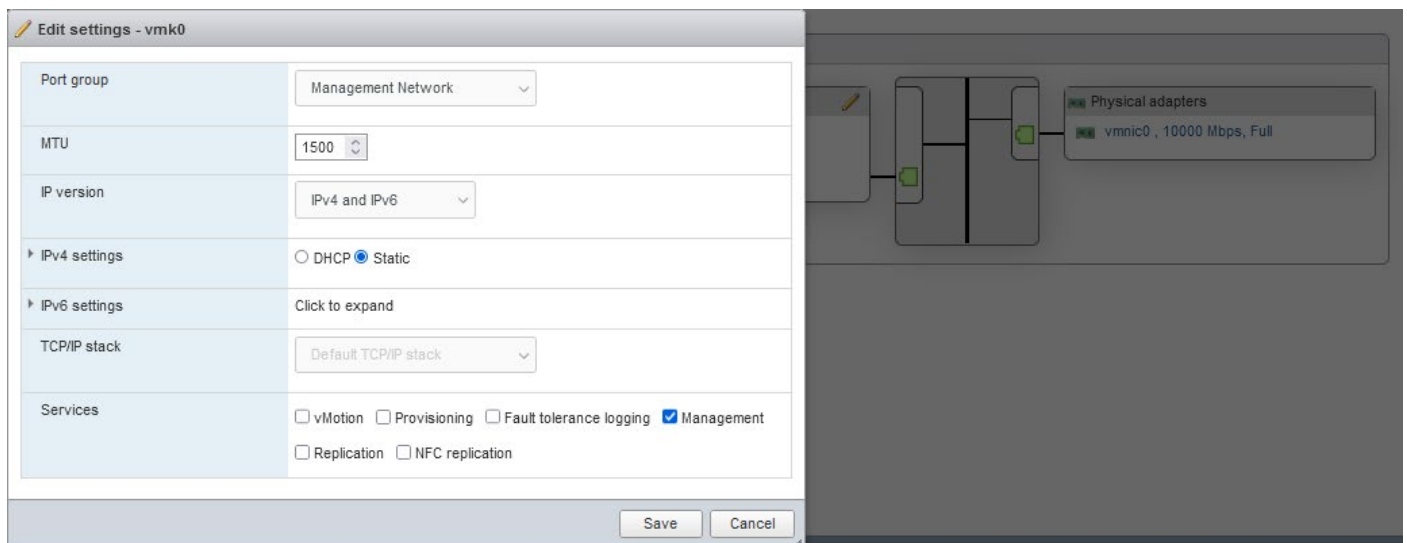 Edit settings - vmk0
Port group
Management Network
MTU
1500
IP version
IPv4 and IPv6
IPv4 settings
DHCP Static
IPv6 settings
Click to expand
TCP/IP stack
Default TCP/IP stack
Services
vMotion Provisioning Fault tolerance logging Management
Replication NFC replication
Save Cancel
Physical adapters
vmnic0 , 10000 Mbps, Full